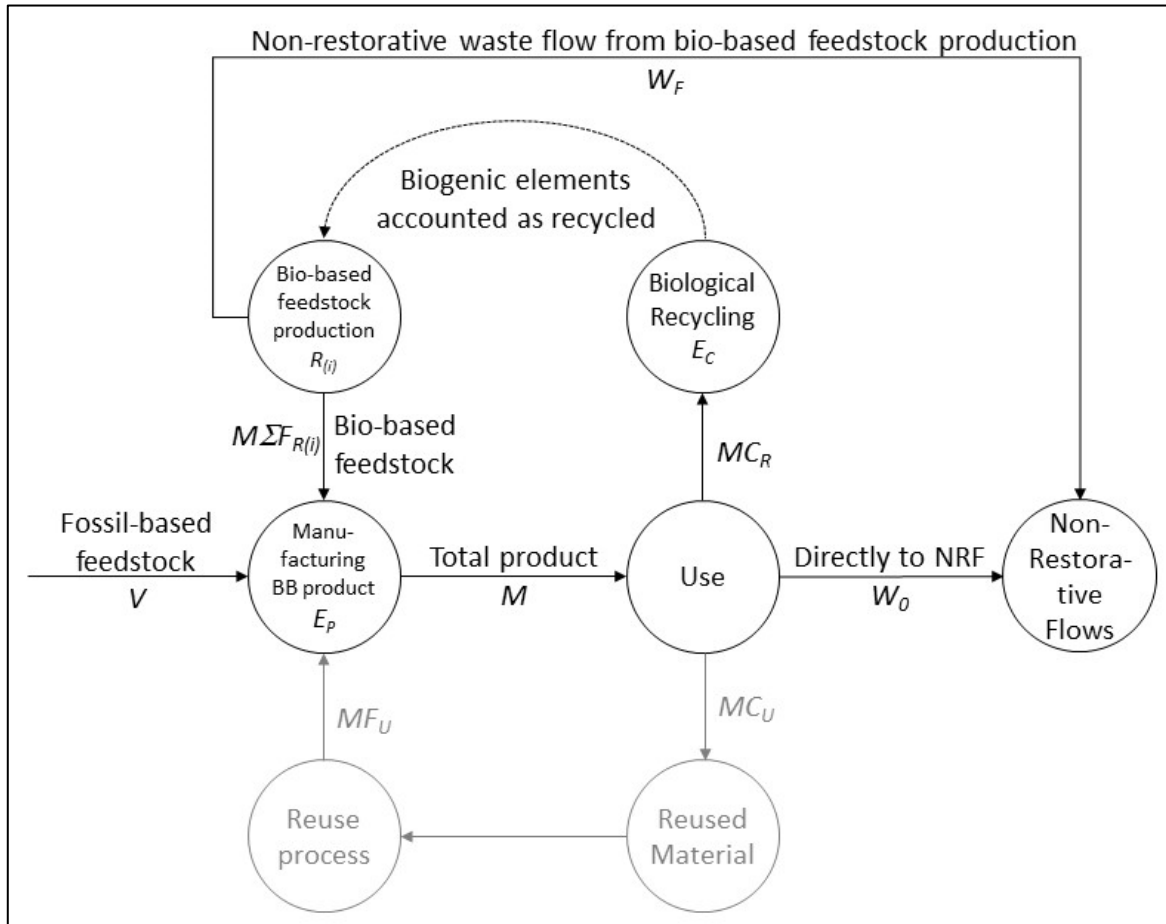 Non-restorative waste flow from bio-based feedstock production
W_F
Biogenic elements
accounted as recycled
Bio-based
feedstock
production
R_(i)
Biological
Recycling
E_C
MΣF_R(i)
Bio-based
feedstock
MC_R
Fossil-based
feedstock
V
Manu-
facturing
BB product
E_P
Total product
M
Use
Directly to NRF
W_0
Non-
Restora-
tive
Flows
MF_U
MC_U
Reuse
process
Reused
Material